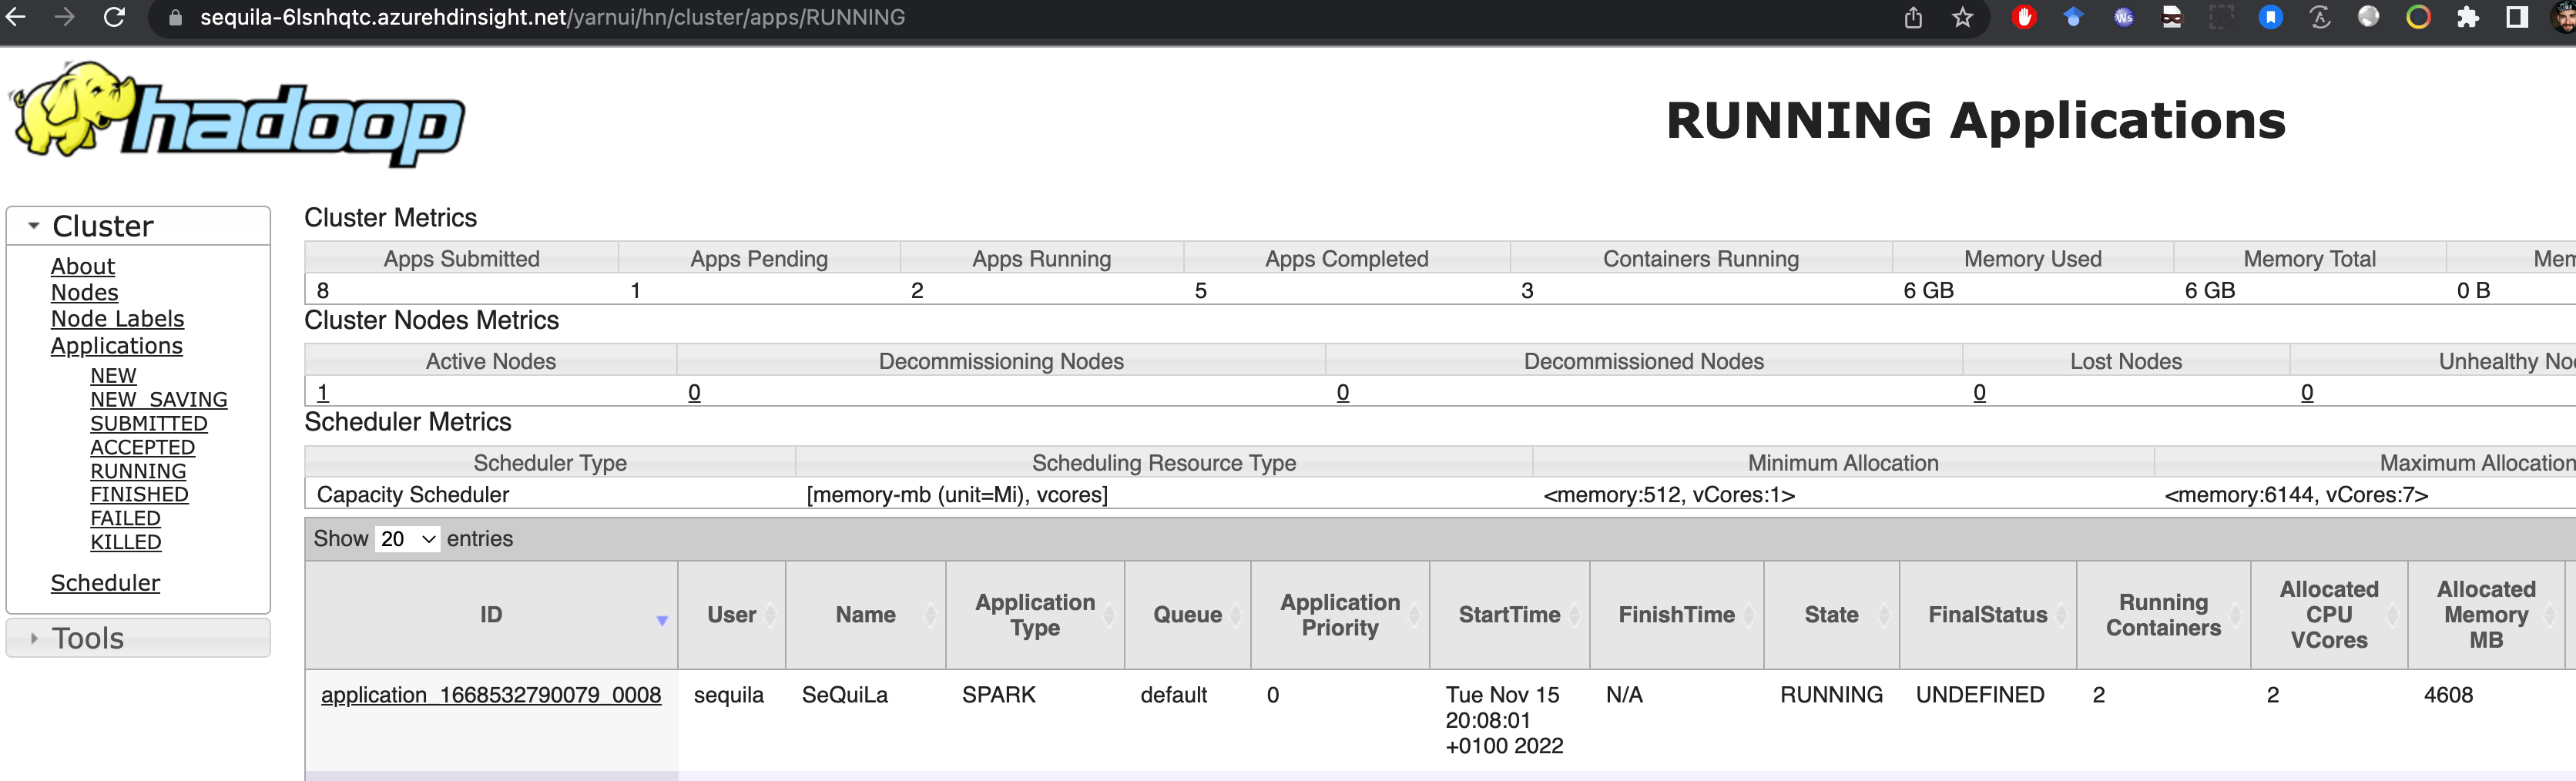 sequila-6lsnhqtc.azurehdinsight.net/yarnui/hn/cluster/apps/RUNNING
hadoop
RUNNING Applications
Cluster
About
Nodes
Node Labels
Applications
NEW
NEW_SAVING
SUBMITTED
ACCEPTED
RUNNING
FINISHED
FAILED
KILLED
Scheduler
Tools
Cluster Metrics
Apps Submitted Apps Pending Apps Running Apps Completed Containers Running Memory Used Memory Total Mem
8 1 2 5 3 6 GB 6 GB 0 B
Cluster Nodes Metrics
Active Nodes Decommissioning Nodes Decommissioned Nodes Lost Nodes Unhealthy No
1 0 0 0 0
Scheduler Metrics
Scheduler Type Scheduling Resource Type Minimum Allocation Maximum Allocation
Capacity Scheduler [memory-mb (unit=Mi), vcores] <memory:512, vCores:1> <memory:6144, vCores:7>
Show 20 entries
ID User Name Application Type Queue Application Priority StartTime FinishTime State FinalStatus Running Containers Allocated CPU VCores Allocated Memory MB
application_1668532790079_0008 sequila SeQuiLa SPARK default 0 Tue Nov 15 20:08:01 +0100 2022 N/A RUNNING UNDEFINED 2 2 4608